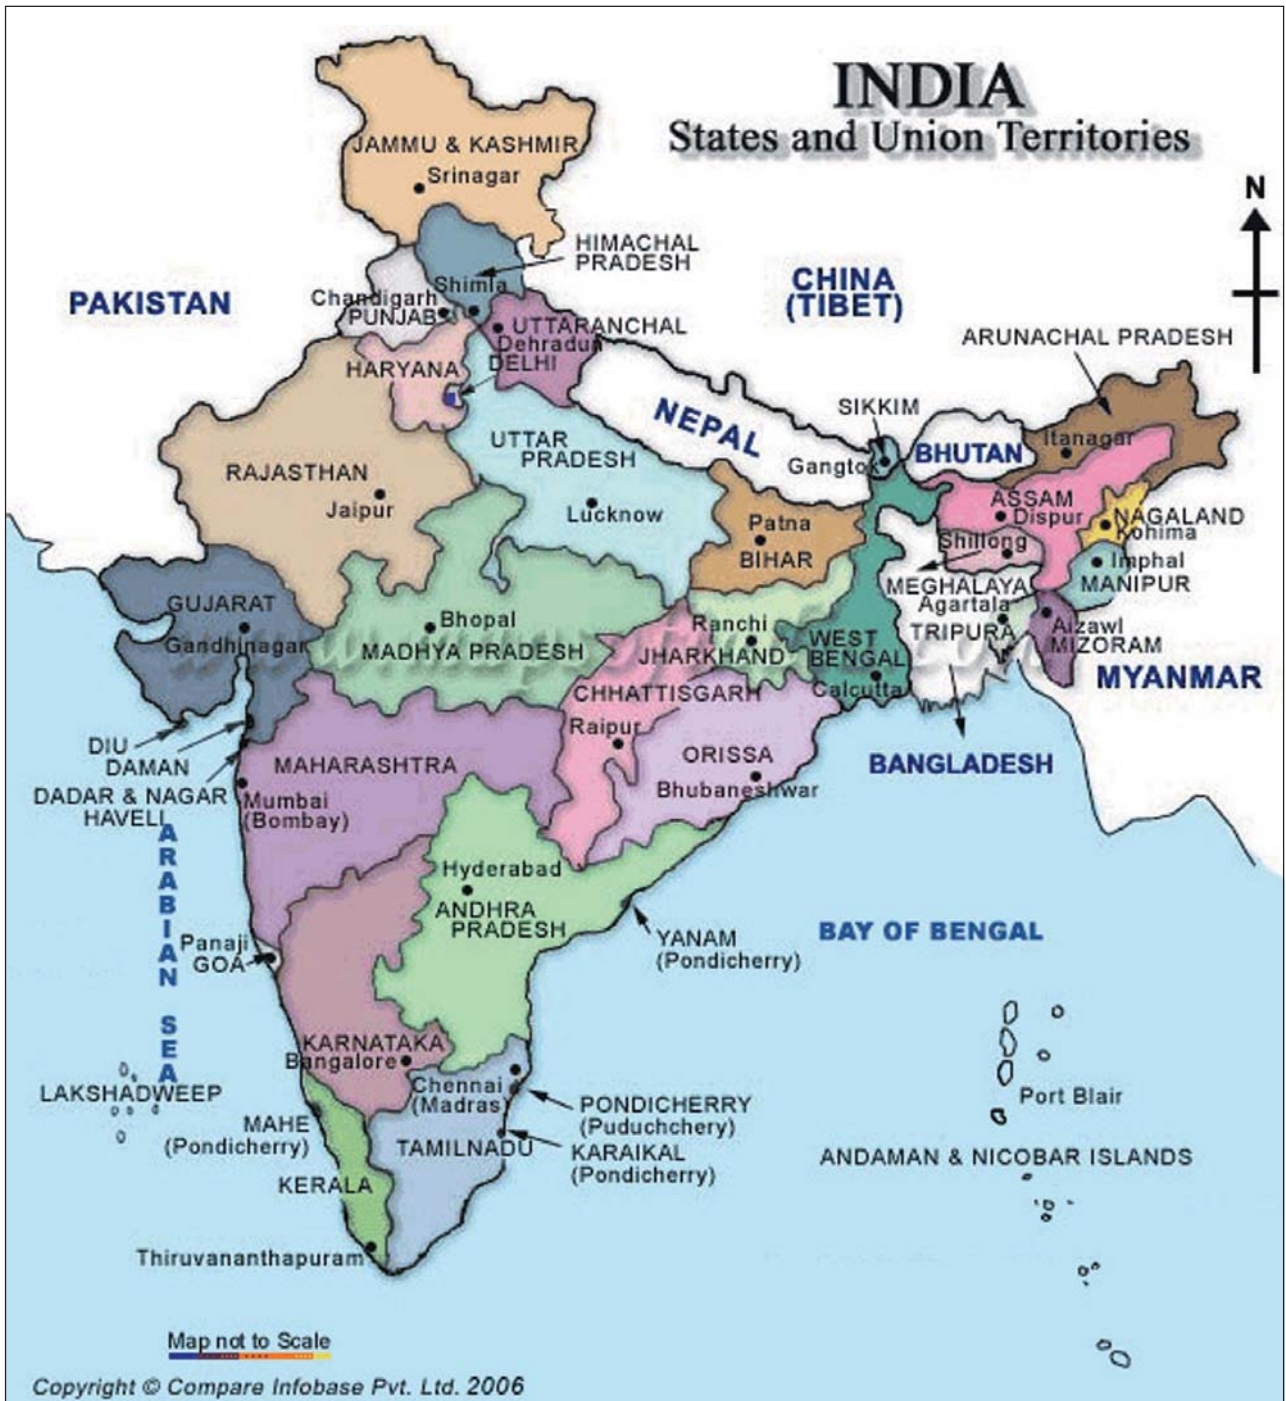 INDIA
States and Union Territories
N
JAMMU & KASHMIR
Srinagar
HIMACHAL
PRADESH
Shimla
PAKISTAN
CHINA
(TIBET)
Chandigarh
PUNJAB
UTTARANCHAL
Dehradun
DELHI
HARYANA
ARUNACHAL PRADESH
NEPAL
SIKKIM
Gangtok
BHUTAN
Itanagar
RAJASTHAN
Jaipur
UTTAR
PRADESH
Lucknow
Patna
BIHAR
ASSAM
Dispur
NAGALAND
Kohima
Shillong
MEGHALAYA
Imphal
MANIPUR
Agartala
TRIPURA
Aizawl
MIZORAM
GUJARAT
Gandhinagar
Bhopal
MADHYA PRADESH
Ranchi
JHARKHAND
WEST
BENGAL
Calcutta
MYANMAR
CHHATTISGARH
Raipur
DIU
DAMAN
DADAR & NAGAR
HAVELI
MAHARASHTRA
Mumbai
(Bombay)
ORISSA
Bhubaneshwar
BANGLADESH
ARABIAN SEA
Hyderabad
ANDHRA
PRADESH
YANAM
(Pondicherry)
BAY OF BENGAL
Panaji
GOA
KARNATAKA
Bangalore
LAKSHADWEEP
Chennai
(Madras)
PONDICHERRY
(Puduchchery)
MAHE
(Pondicherry)
TAMILNADU
KARAIKAL
(Pondicherry)
KERALA
Thiruvananthapuram
Port Blair
ANDAMAN & NICOBAR ISLANDS
Map not to Scale
Copyright © Compare Infobase Pvt. Ltd. 2006